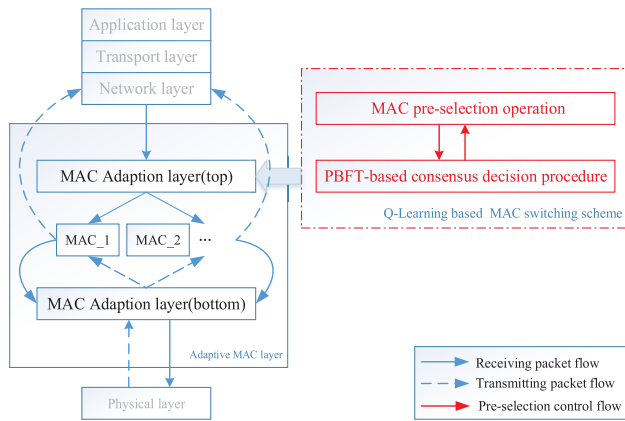 Application layer
Transport layer
Network layer
MAC Adaption layer(top)
MAC_1
MAC_2
...
MAC Adaption layer(bottom)
Adaptive MAC layer
Physical layer
MAC pre-selection operation
PBFT-based consensus decision procedure
Q-Learning based MAC switching scheme
Receiving packet flow
Transmitting packet flow
Pre-selection control flow